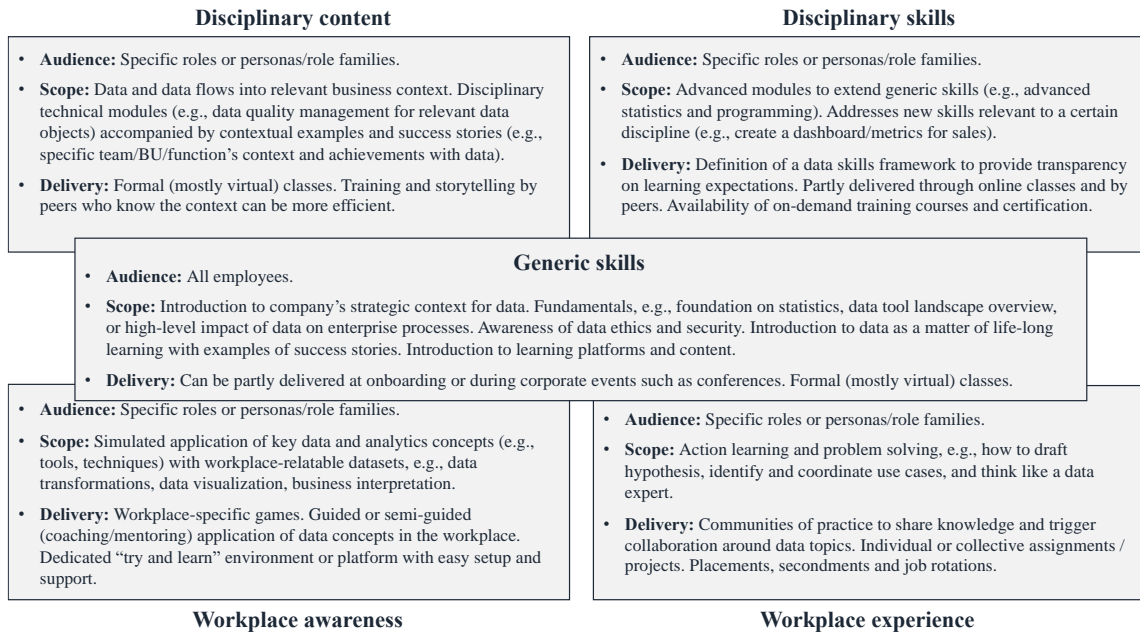 Disciplinary content
• Audience: Specific roles or personas/role families.
• Scope: Data and data flows into relevant business context. Disciplinary
technical modules (e.g., data quality management for relevant data
objects) accompanied by contextual examples and success stories (e.g.,
specific team/BU/function’s context and achievements with data).
• Delivery: Formal (mostly virtual) classes. Training and storytelling by
peers who know the context can be more efficient.
Disciplinary skills
• Audience: Specific roles or personas/role families.
• Scope: Advanced modules to extend generic skills (e.g., advanced
statistics and programming). Addresses new skills relevant to a certain
discipline (e.g., create a dashboard/metrics for sales).
• Delivery: Definition of a data skills framework to provide transparency
on learning expectations. Partly delivered through online classes and by
peers. Availability of on-demand training courses and certification.
Generic skills
• Audience: All employees.
• Scope: Introduction to company’s strategic context for data. Fundamentals, e.g., foundation on statistics, data tool landscape overview,
or high-level impact of data on enterprise processes. Awareness of data ethics and security. Introduction to data as a matter of life-long
learning with examples of success stories. Introduction to learning platforms and content.
• Delivery: Can be partly delivered at onboarding or during corporate events such as conferences. Formal (mostly virtual) classes.
• Audience: Specific roles or personas/role families.
• Scope: Simulated application of key data and analytics concepts (e.g.,
tools, techniques) with workplace-relatable datasets, e.g., data
transformations, data visualization, business interpretation.
• Delivery: Workplace-specific games. Guided or semi-guided
(coaching/mentoring) application of data concepts in the workplace.
Dedicated “try and learn” environment or platform with easy setup and
support.
Workplace awareness
• Audience: Specific roles or personas/role families.
• Scope: Action learning and problem solving, e.g., how to draft
hypothesis, identify and coordinate use cases, and think like a data
expert.
• Delivery: Communities of practice to share knowledge and trigger
collaboration around data topics. Individual or collective assignments /
projects. Placements, secondments and job rotations.
Workplace experience